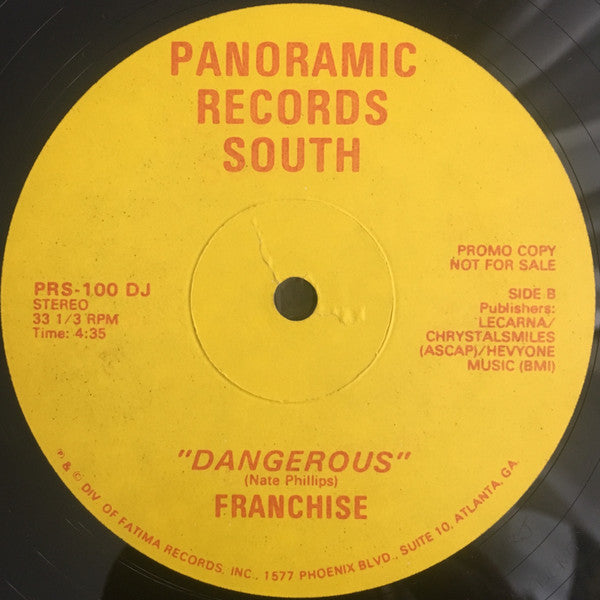 PANORAMIC
RECORDS
SOUTH
PRS-100 DJ
STEREO
33 1/3 RPM
Time: 4:35
PROMO COPY
NOT FOR SALE
SIDE B
Publishers:
LECARNA/
CHRYSTALSMILES
(ASCAP)/HEVYONE
MUSIC (BMI)
"DANGEROUS"
(Nate Phillips)
FRANCHISE
℗ & © DIV. OF FATIMA RECORDS, INC., 1577 PHOENIX BLVD., SUITE 10, ATLANTA, GA.